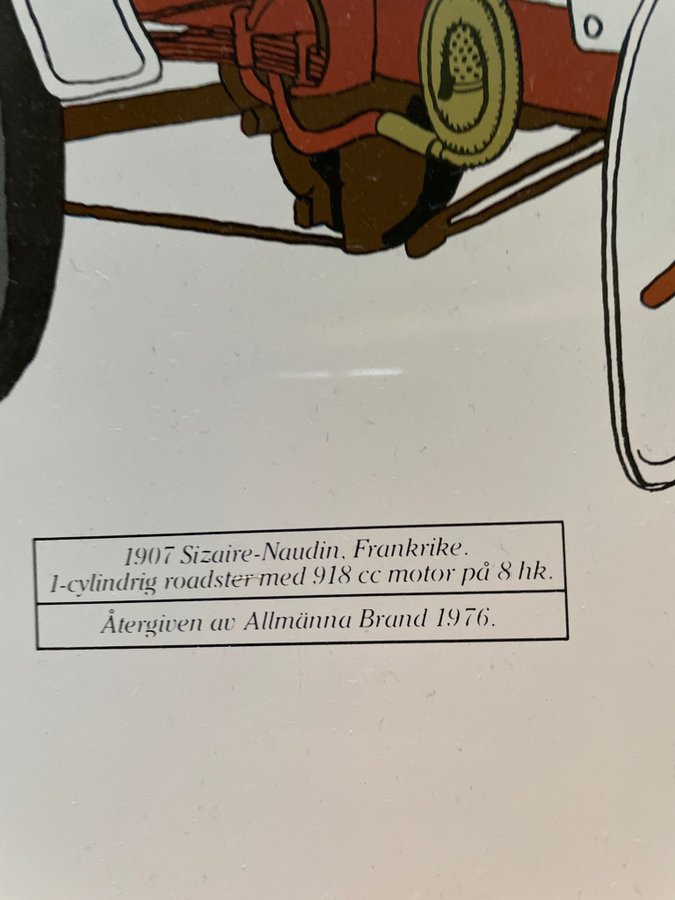 1907 Sizaire-Naudin. Frankrike.
1-cylindrig roadster med 918 cc motor på 8 hk.
Återgiven av Allmänna Brand 1976.